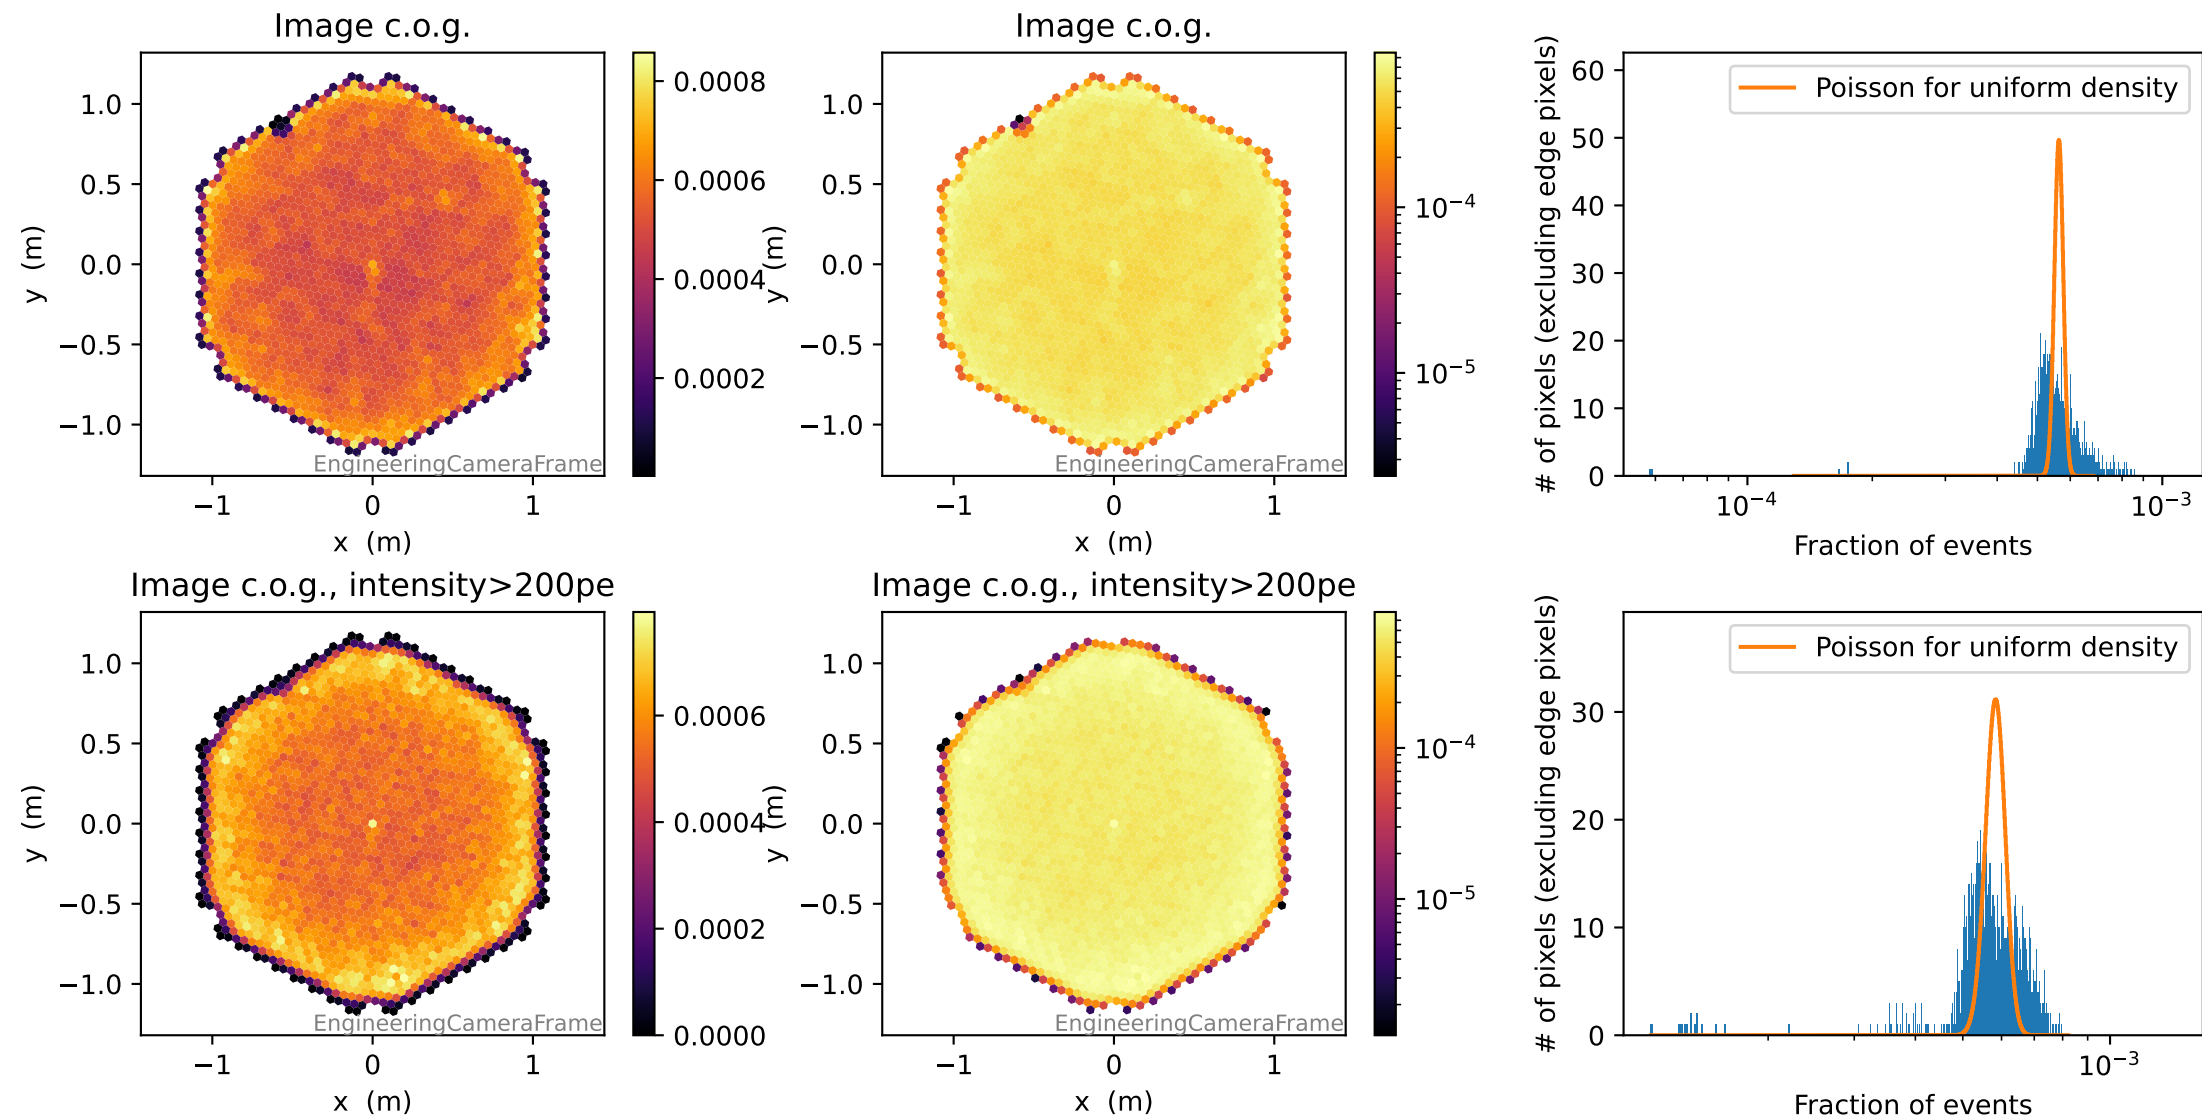 Image c.o.g.
y (m)
1.0
0.5
0.0
−0.5
−1.0
−1
0
1
x (m)
EngineeringCameraFrame
0.0008
0.0006
0.0004
0.0002
Image c.o.g.
y (m)
1.0
0.5
0.0
−0.5
−1.0
−1
0
1
x (m)
EngineeringCameraFrame
10⁻⁴
10⁻⁵
# of pixels (excluding edge pixels)
60
50
40
30
20
10
0
Poisson for uniform density
10⁻⁴
10⁻³
Fraction of events
Image c.o.g., intensity>200pe
y (m)
1.0
0.5
0.0
−0.5
−1.0
−1
0
1
x (m)
EngineeringCameraFrame
0.0006
0.0004
0.0002
0.0000
Image c.o.g., intensity>200pe
y (m)
1.0
0.5
0.0
−0.5
−1.0
−1
0
1
x (m)
EngineeringCameraFrame
10⁻⁴
10⁻⁵
# of pixels (excluding edge pixels)
30
20
10
0
Poisson for uniform density
10⁻³
Fraction of events